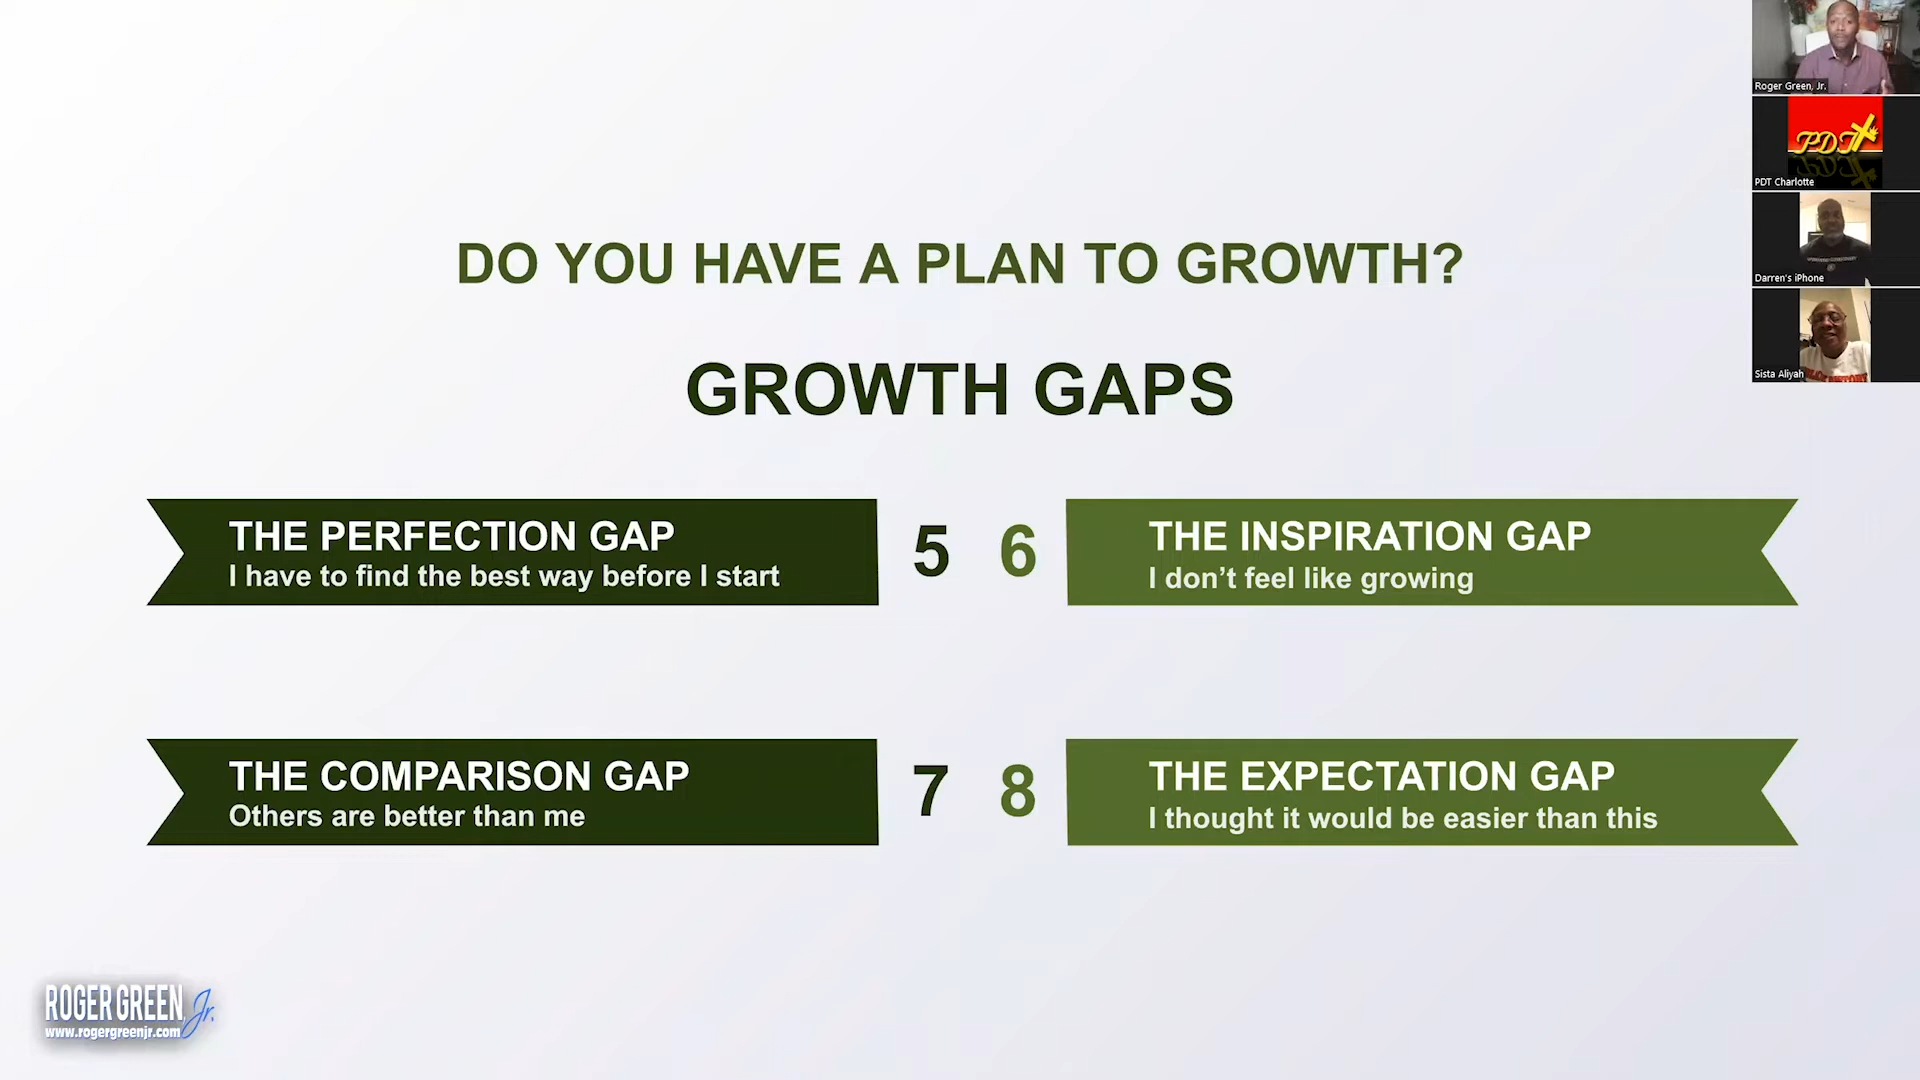 DO YOU HAVE A PLAN TO GROWTH?
GROWTH GAPS
THE PERFECTION GAP
I have to find the best way before I start
5
6
THE INSPIRATION GAP
I don’t feel like growing
THE COMPARISON GAP
Others are better than me
7
8
THE EXPECTATION GAP
I thought it would be easier than this
ROGER GREEN, Jr.
www.rogergreenjr.com
Roger Green, Jr.
PDT
PDT Charlotte
Darren's iPhone
Sista Aliyah